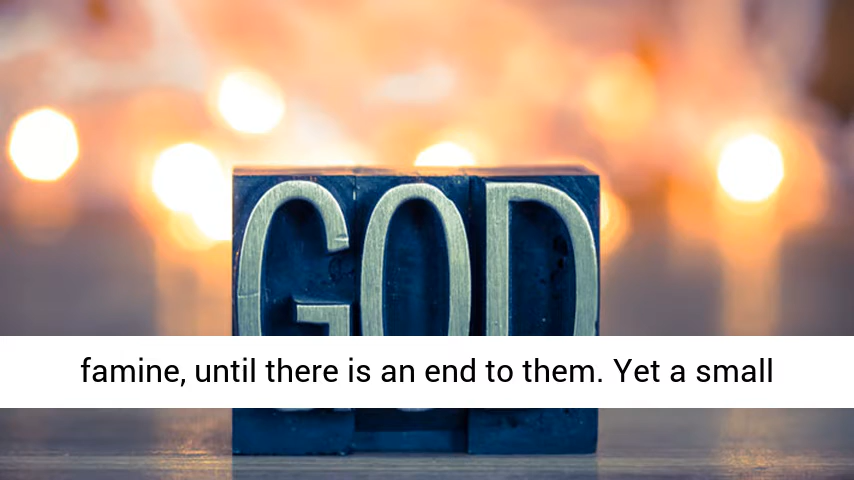 GOD
famine, until there is an end to them. Yet a small